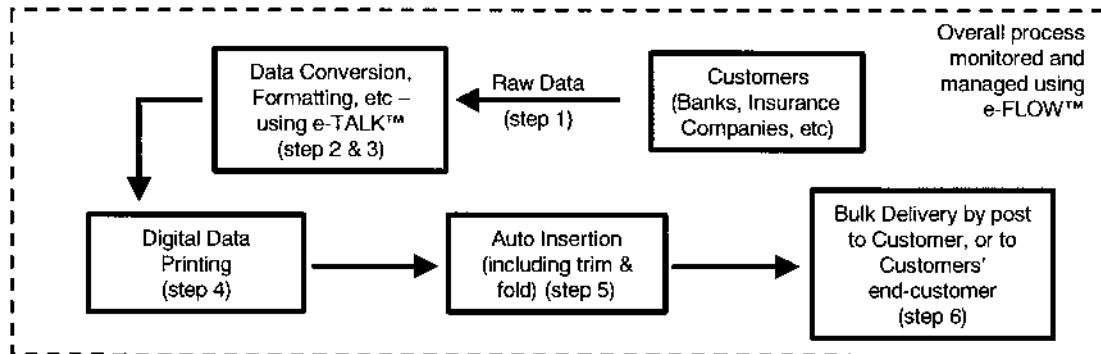 Overall process
monitored and
managed using
e-FLOW™
Data Conversion,
Formatting, etc –
using e-TALK™
(step 2 & 3)
Raw Data
(step 1)
Customers
(Banks, Insurance
Companies, etc)
Digital Data
Printing
(step 4)
Auto Insertion
(including trim &
fold) (step 5)
Bulk Delivery by post
to Customer, or to
Customers'
end-customer
(step 6)